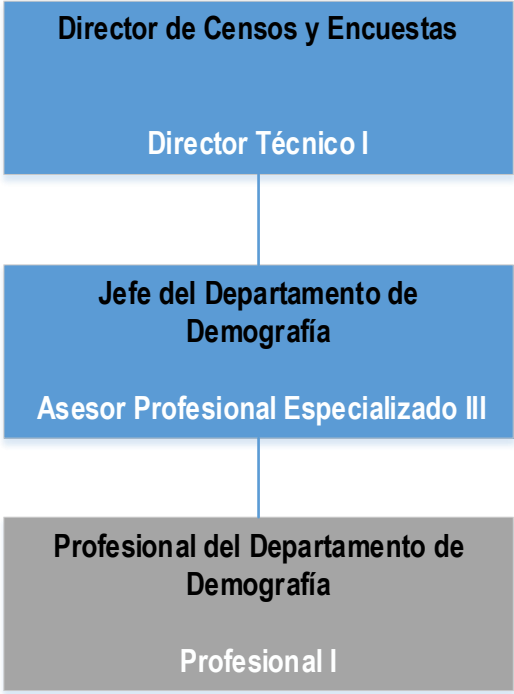 Director de Censos y Encuestas
Director Técnico I
Jefe del Departamento de
Demografía
Asesor Profesional Especializado III
Profesional del Departamento de
Demografía
Profesional I